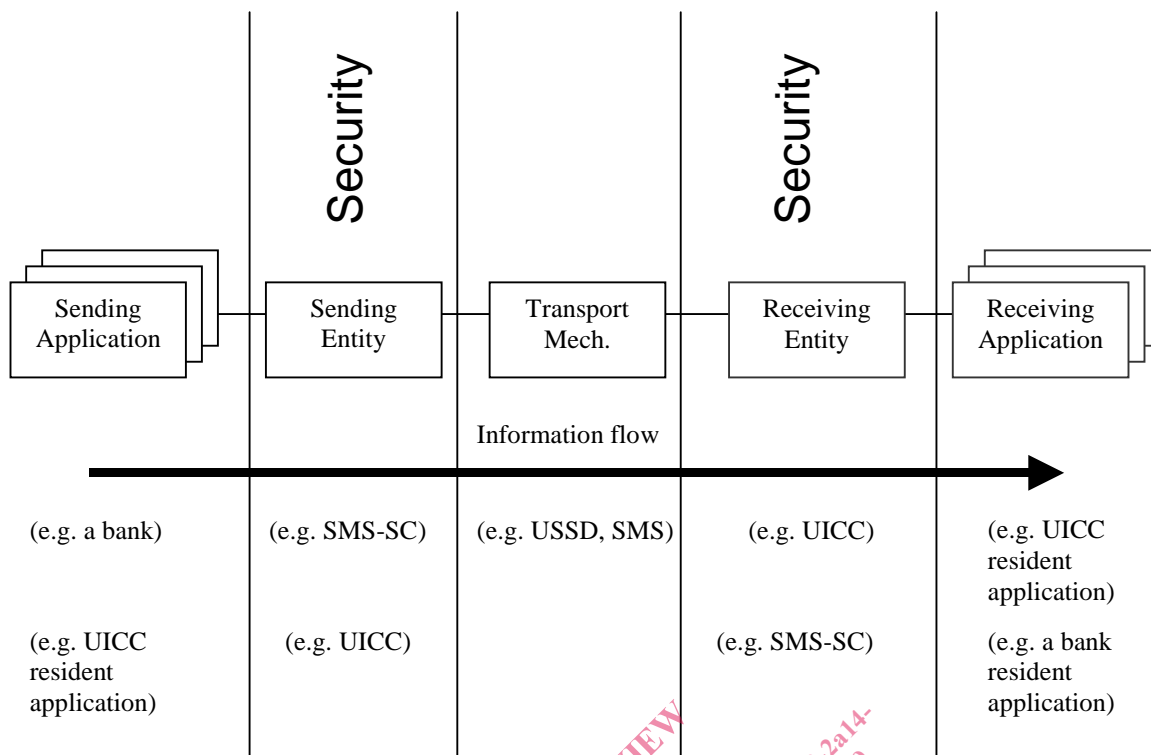 Security
Security
Sending
Application
Sending
Entity
Transport
Mech.
Receiving
Entity
Receiving
Application
Information flow
(e.g. a bank)
(e.g. SMS-SC)
(e.g. USSD, SMS)
(e.g. UICC)
(e.g. UICC
resident
application)
(e.g. UICC
resident
application)
(e.g. UICC)
(e.g. SMS-SC)
(e.g. a bank
resident
application)
2a14-